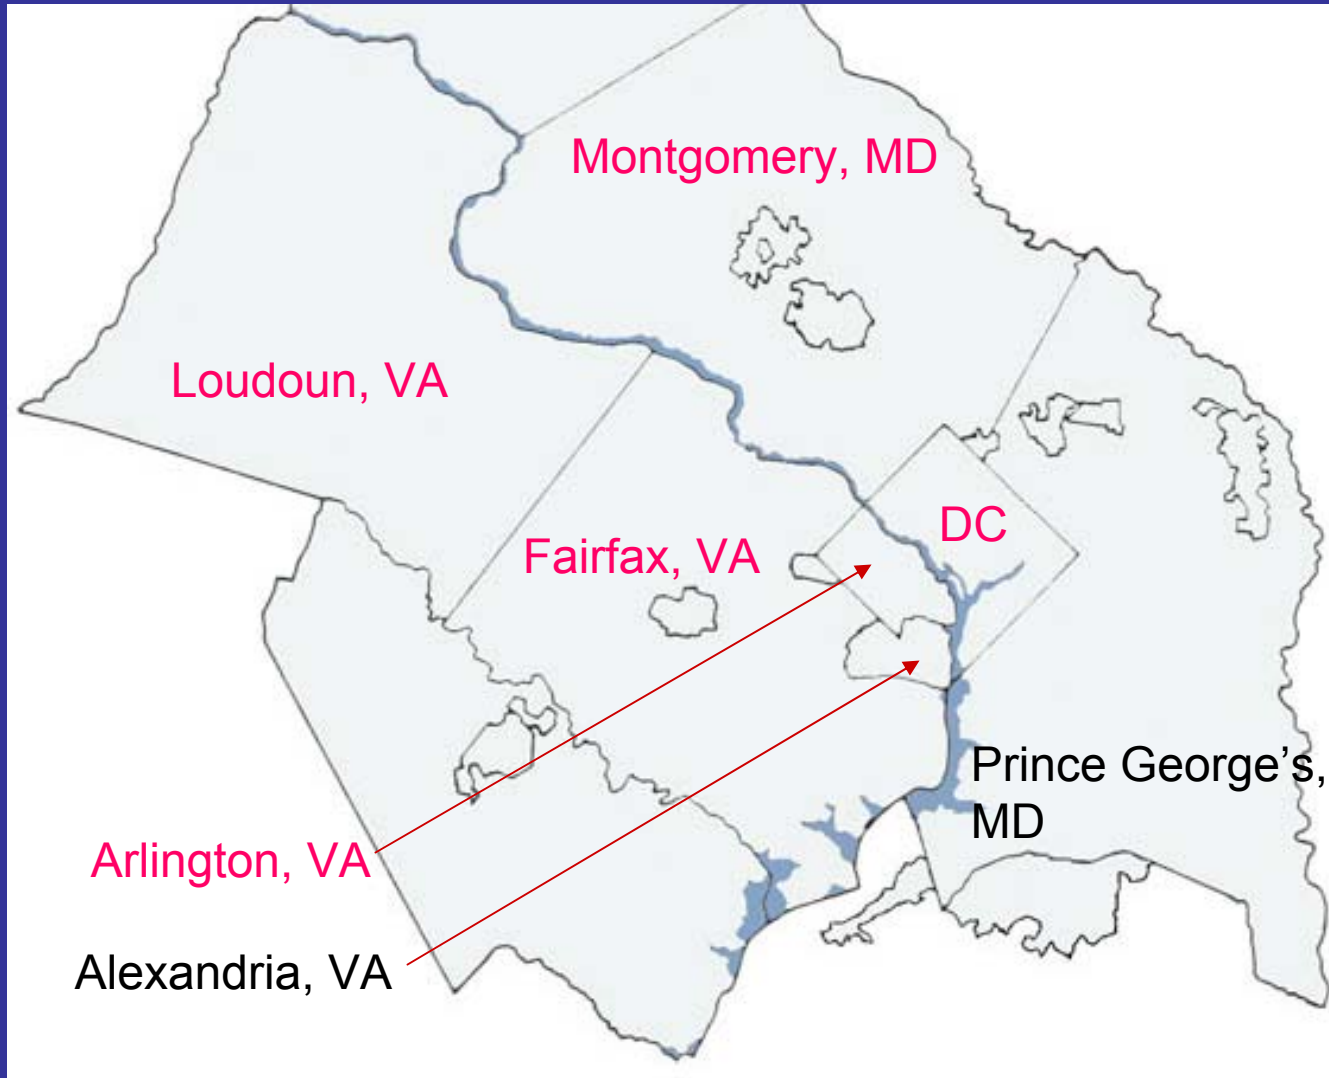 Montgomery, MD
Loudoun, VA
DC
Fairfax, VA
Prince George’s,
MD
Arlington, VA
Alexandria, VA